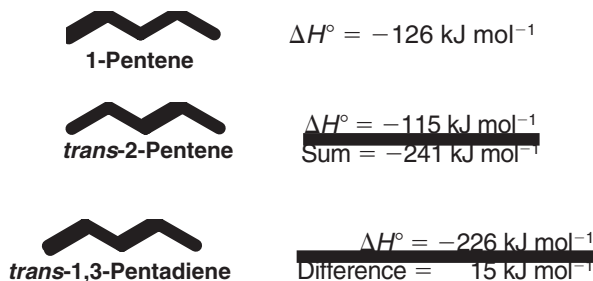 ΔH° = −126 kJ mol⁻¹
1-Pentene
ΔH° = −115 kJ mol⁻¹
trans-2-Pentene
Sum = −241 kJ mol⁻¹
ΔH° = −226 kJ mol⁻¹
trans-1,3-Pentadiene
Difference = 15 kJ mol⁻¹